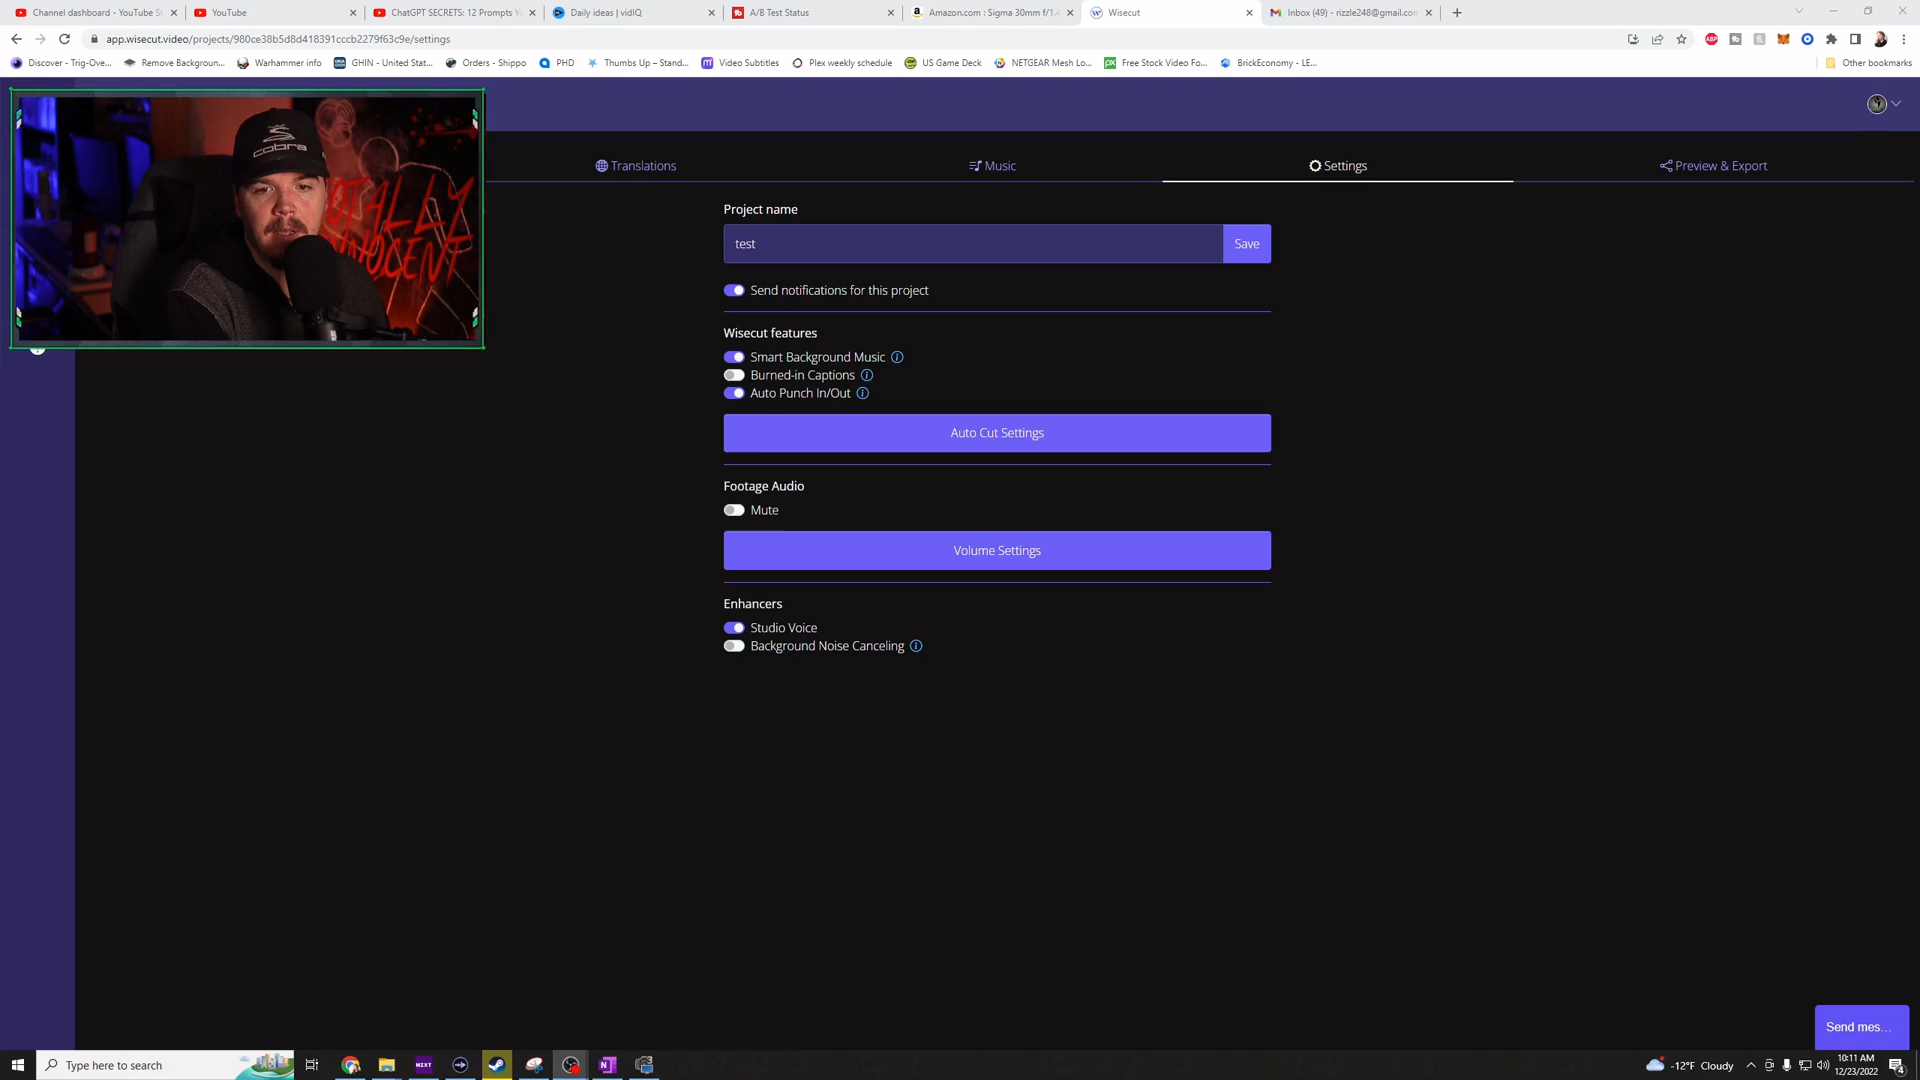 Channel dashboard - YouTube St
YouTube
ChatGPT SECRETS: 12 Prompts Y
Daily ideas | vidIQ
A/B Test Status
Amazon.com : Sigma 30mm f/1.4
Wisecut
Inbox (49) - rizzle248@gmail.com
app.wisecut.video/projects/980ce38b5d8d418391cccb2279f63c9e/settings
Discover - Trig-Ove...
Remove Backgroun...
Warhammer info
GHIN - United Stat...
Orders - Shippo
PHD
Thumbs Up – Stand...
Video Subtitles
Plex weekly schedule
US Game Deck
NETGEAR Mesh Lo...
Free Stock Video Fo...
BrickEconomy - LE...
Other bookmarks
cobra
Translations
Music
Settings
Preview & Export
Project name
test
Save
Send notifications for this project
Wisecut features
Smart Background Music
Burned-in Captions
Auto Punch In/Out
Auto Cut Settings
Footage Audio
Mute
Volume Settings
Enhancers
Studio Voice
Background Noise Canceling
Send mes...
Type here to search
NZXT
-12°F Cloudy
10:11 AM
12/23/2022